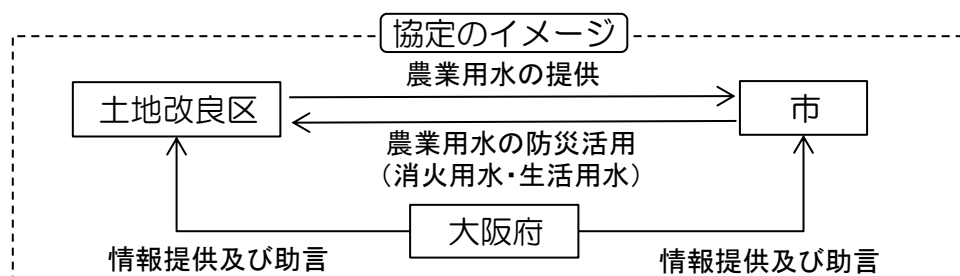 協定のイメージ
農業用水の提供
土地改良区
市
農業用水の防災活用
（消火用水・生活用水）
大阪府
情報提供及び助言
情報提供及び助言